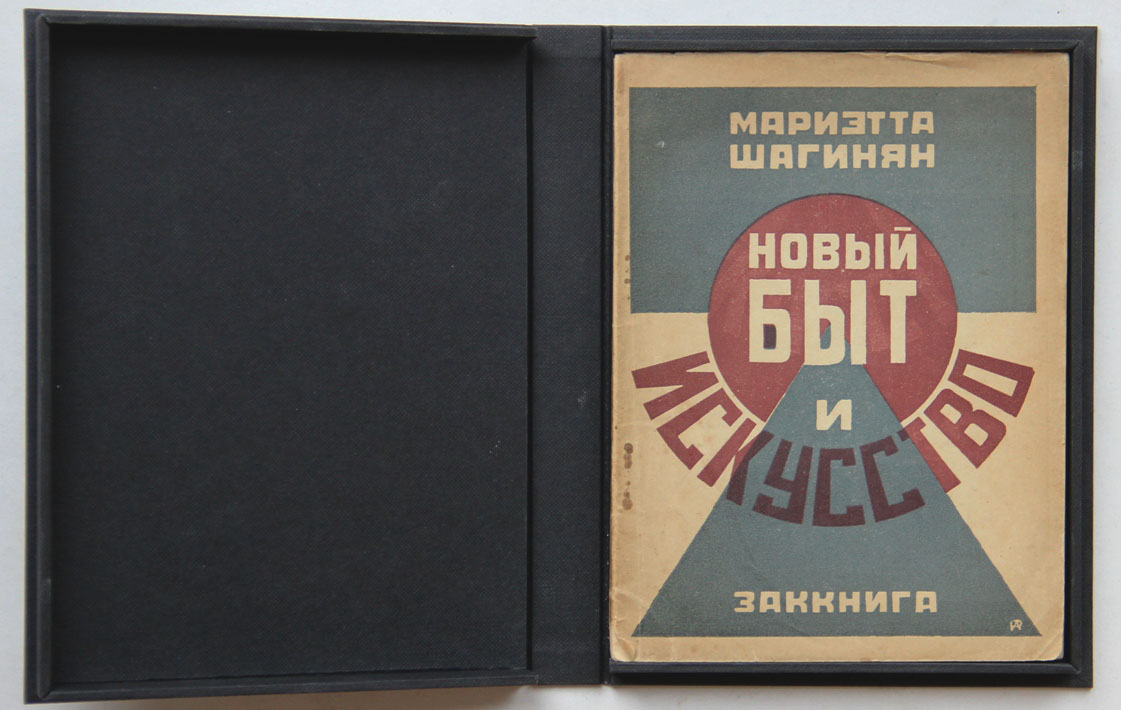 МАРИЭТТА
ШАГИНЯН
НОВЫЙ
БЫТ
И
ИСКУССТВО
ЗАККНИГА